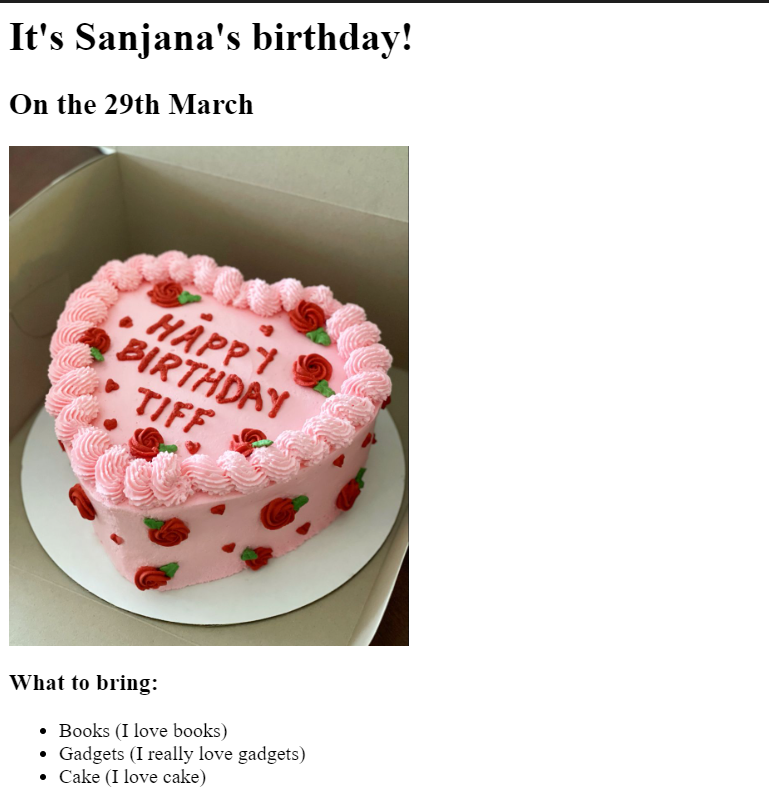 It's Sanjana's birthday!
On the 29th March
HAPPY
BIRTHDAY
TIFF
What to bring:
Books (I love books)
Gadgets (I really love gadgets)
Cake (I love cake)